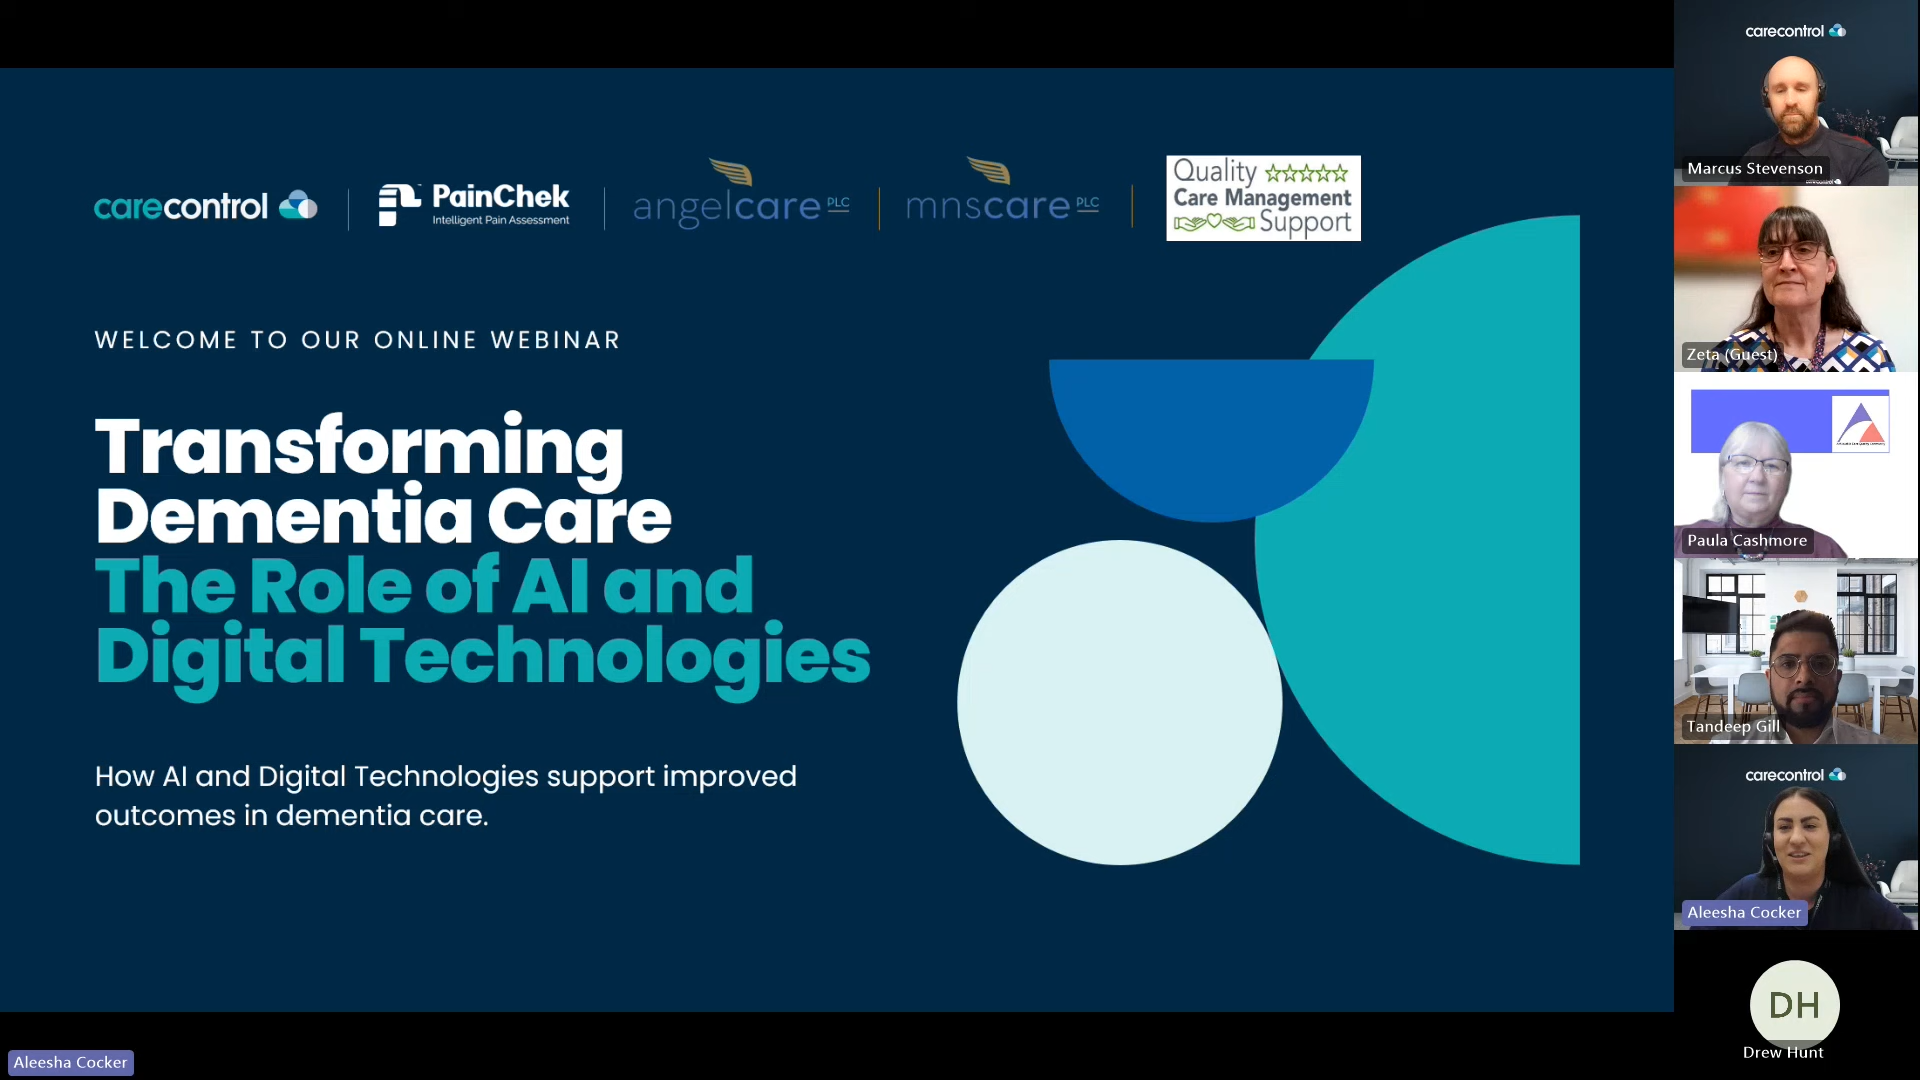 carecontrol
PainChek
Intelligent Pain Assessment
angelcare PLC
mnscare PLC
Quality
Care Management
Support
WELCOME TO OUR ONLINE WEBINAR
Transforming
Dementia Care
The Role of AI and
Digital Technologies
How AI and Digital Technologies support improved
outcomes in dementia care.
Aleesha Cocker
carecontrol
Marcus Stevenson
Zeta (Guest)
Paula Cashmore
Tandeep Gill
carecontrol
Aleesha Cocker
DH
Drew Hunt